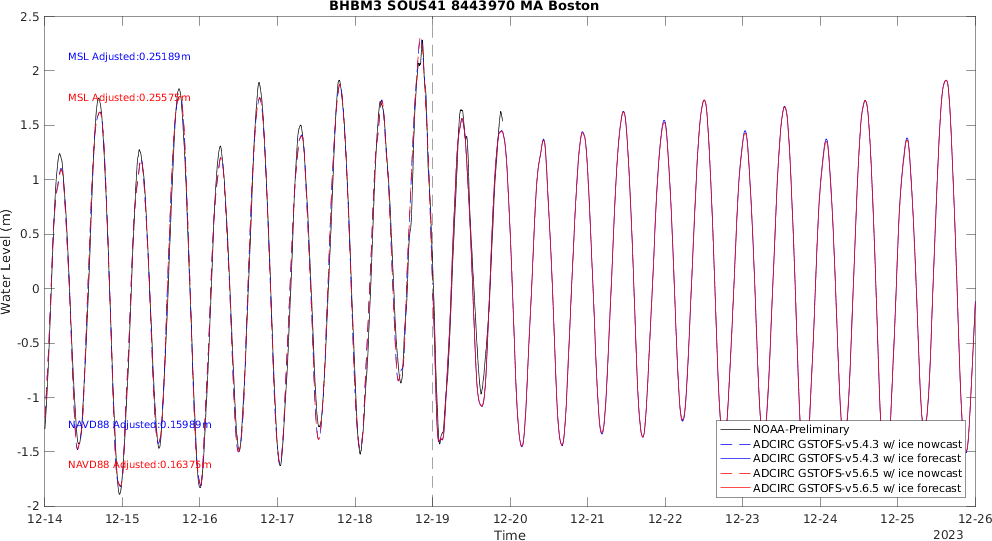 BHBM3 SOUS41 8443970 MA Boston
2.5
2
1.5
1
0.5
0
-0.5
-1
-1.5
-2
Water Level (m)
MSL Adjusted:0.25189m
MSL Adjusted:0.25575m
NAVD88 Adjusted:0.15989m
NAVD88 Adjusted:0.16375m
NOAA-Preliminary
ADCIRC GSTOFS-v5.4.3 w/ ice nowcast
ADCIRC GSTOFS-v5.4.3 w/ ice forecast
ADCIRC GSTOFS-v5.6.5 w/ ice nowcast
ADCIRC GSTOFS-v5.6.5 w/ ice forecast
12-14 12-15 12-16 12-17 12-18 12-19 12-20 12-21 12-22 12-23 12-24 12-25 12-26
Time
2023